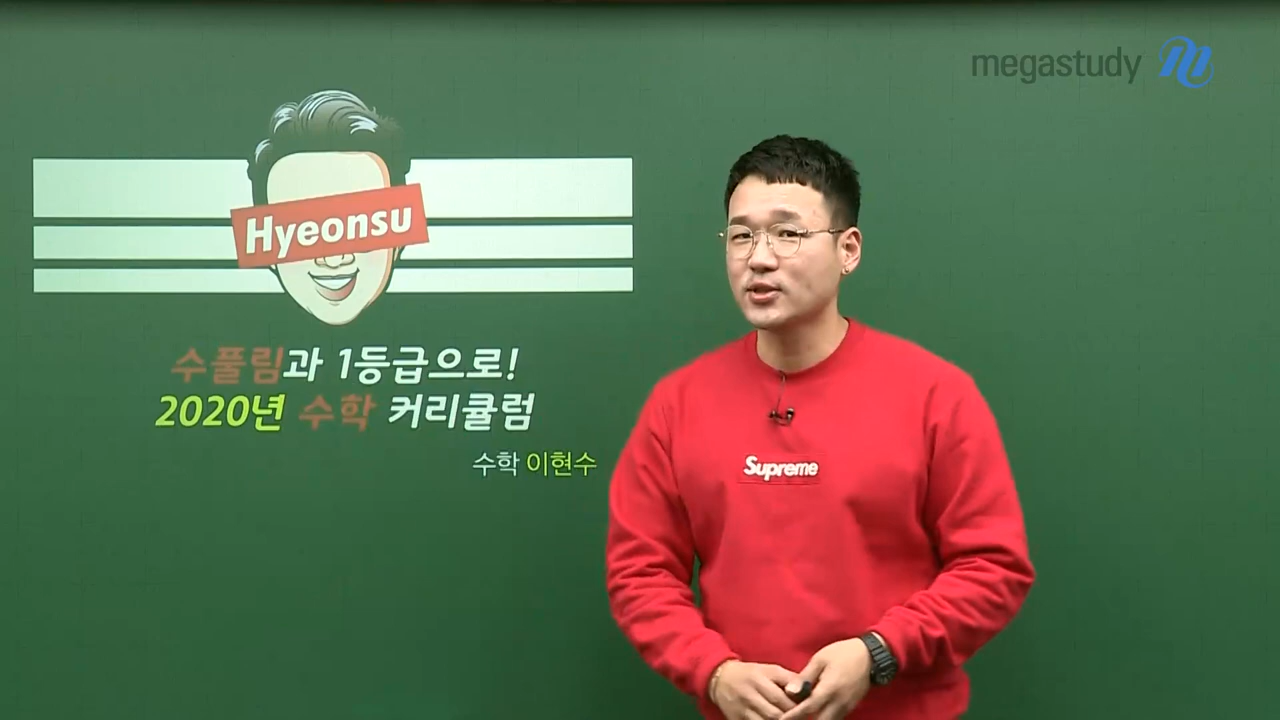 megastudy
Hyeonsu
수풀림과 1등급으로!
2020년 수학 커리큘럼
수학 이현수
Supreme